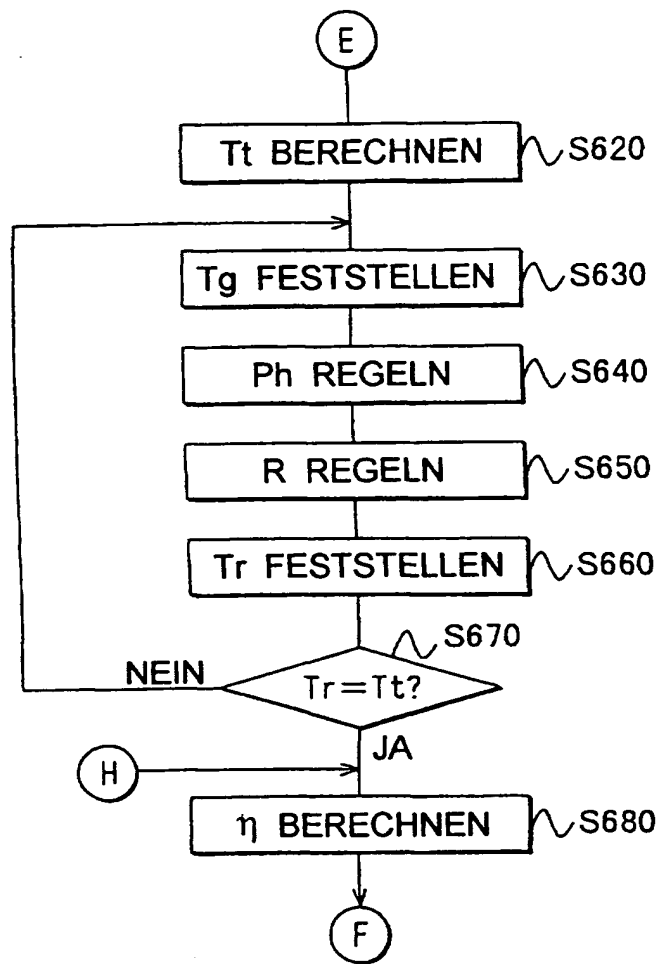 E
Tt BERECHNEN S620
Tg FESTSTELLEN S630
Ph REGELN S640
R REGELN S650
Tr FESTSTELLEN S660
S670
NEIN Tr=Tt?
JA
H
η BERECHNEN S680
F